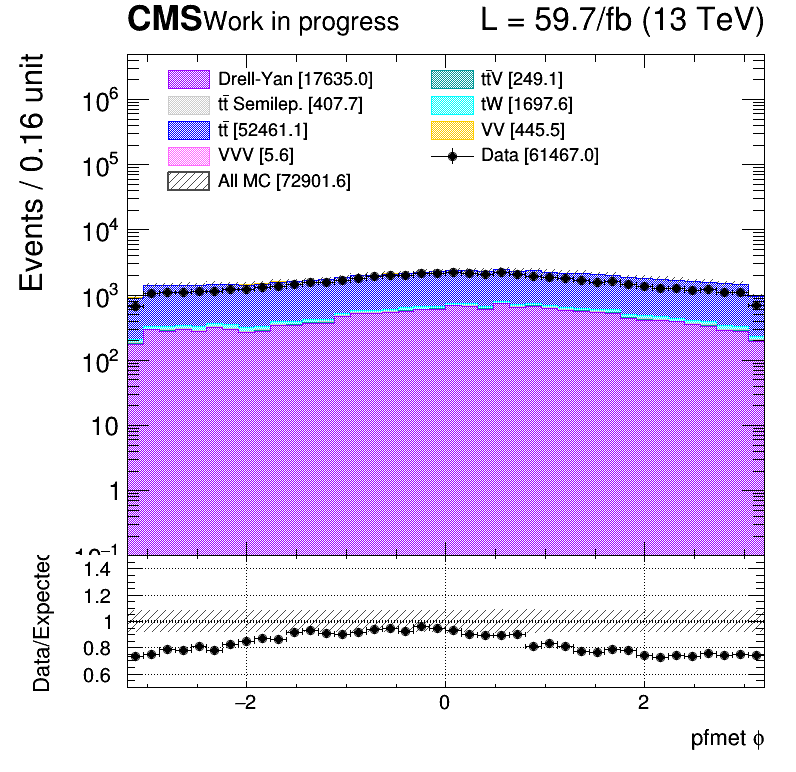 CMS Work in progress L = 59.7/fb (13 TeV)
Events / 0.16 unit
Drell-Yan [17635.0]
tt̄ Semilep. [407.7]
tt̄ [52461.1]
VVV [5.6]
All MC [72901.6]
tt̄V [249.1]
tW [1697.6]
VV [445.5]
Data [61467.0]
10⁶
10⁵
10⁴
10³
10²
10
1
10⁻¹
Data/Expected
1.4
1.2
1
0.8
0.6
−2 0 2
pfmet ϕ